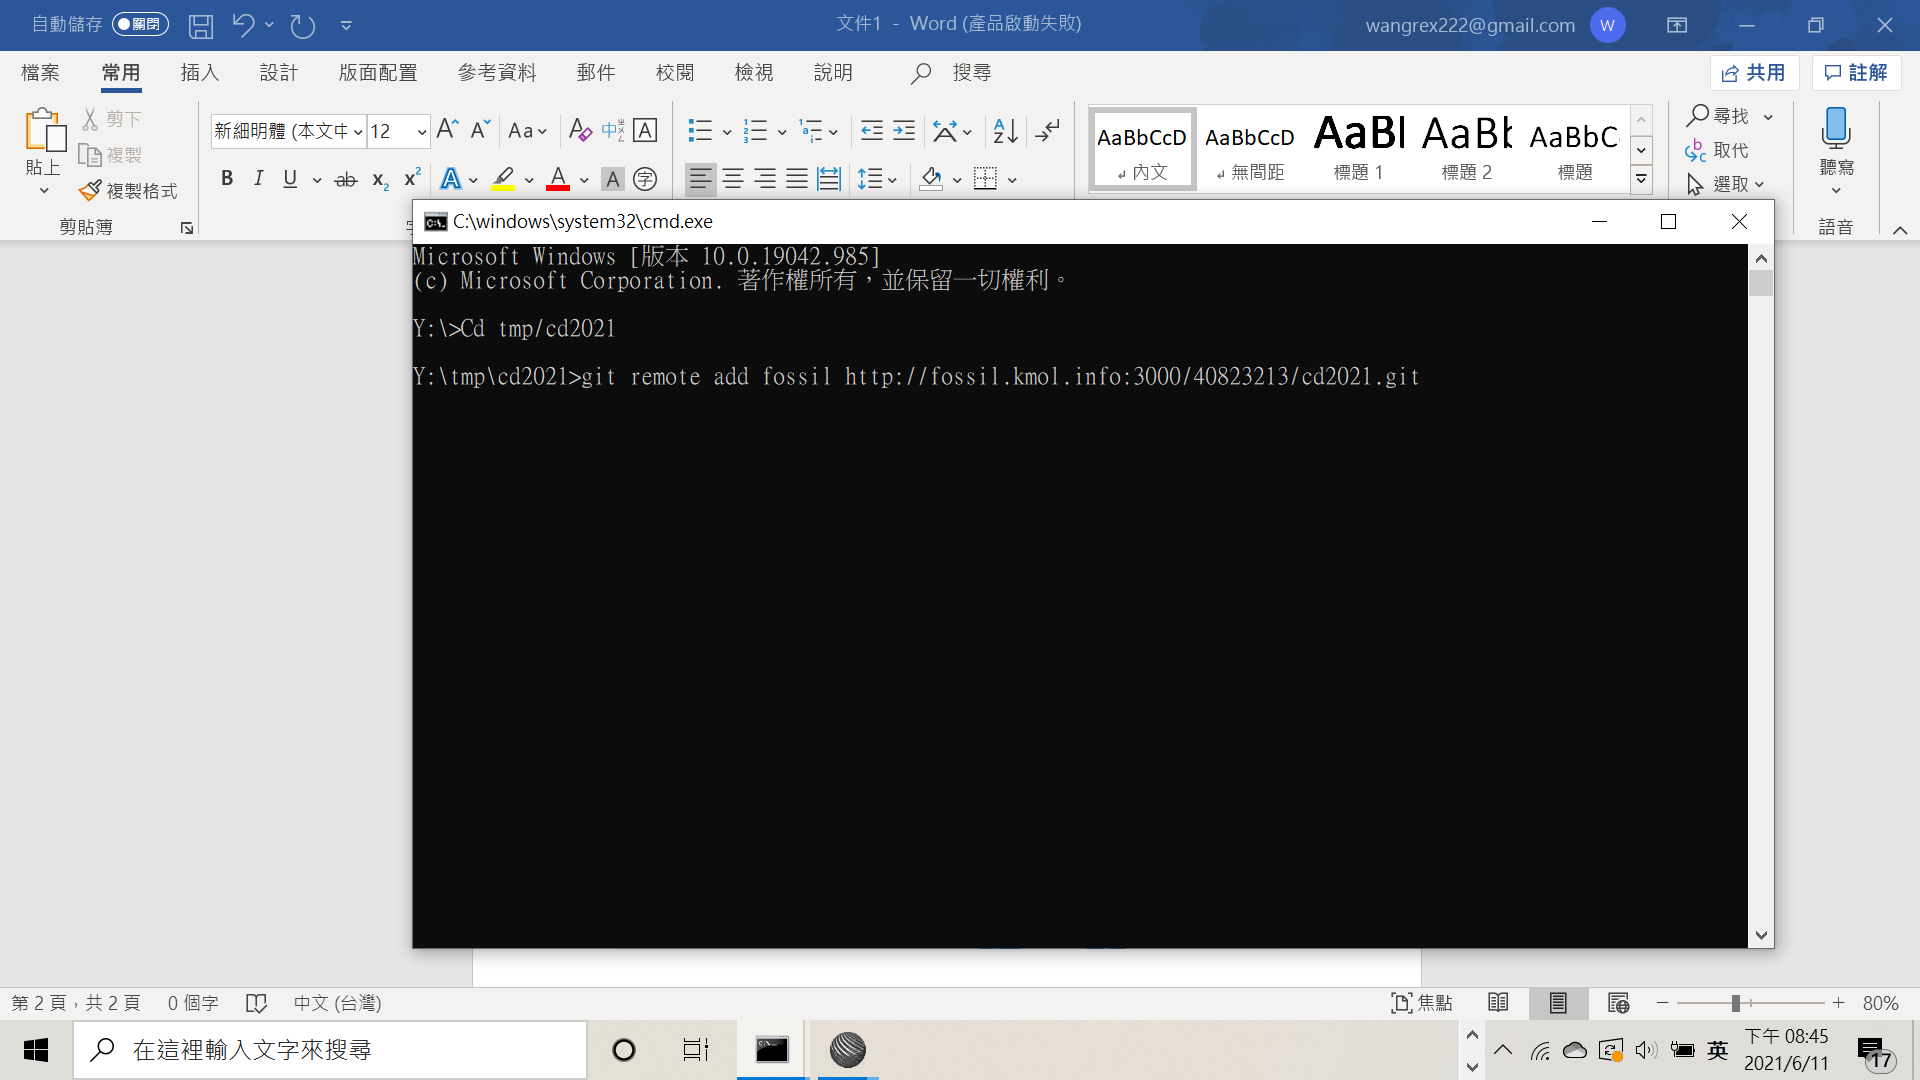 自動儲存 關閉
文件1 - Word (產品啟動失敗)
wangrex222@gmail.com W
檔案 常用 插入 設計 版面配置 參考資料 郵件 校閱 檢視 說明 搜尋
共用 註解
貼上
剪下
複製
複製格式
剪貼簿
新細明體 (本文中 12
AaBbCcD AaBbCcD AaBl AaBb AaBbC
內文 無間距 標題 1 標題 2 標題
尋找
取代
選取
聽寫
語音
C:\windows\system32\cmd.exe
Microsoft Windows [版本 10.0.19042.985]
(c) Microsoft Corporation. 著作權所有，並保留一切權利。
Y:\>Cd tmp/cd2021
Y:\tmp\cd2021>git remote add fossil http://fossil.kmol.info:3000/40823213/cd2021.git
第 2 頁，共 2 頁 0 個字 中文 (台灣)
焦點 80%
在這裡輸入文字來搜尋
英
下午 08:45
2021/6/11
17